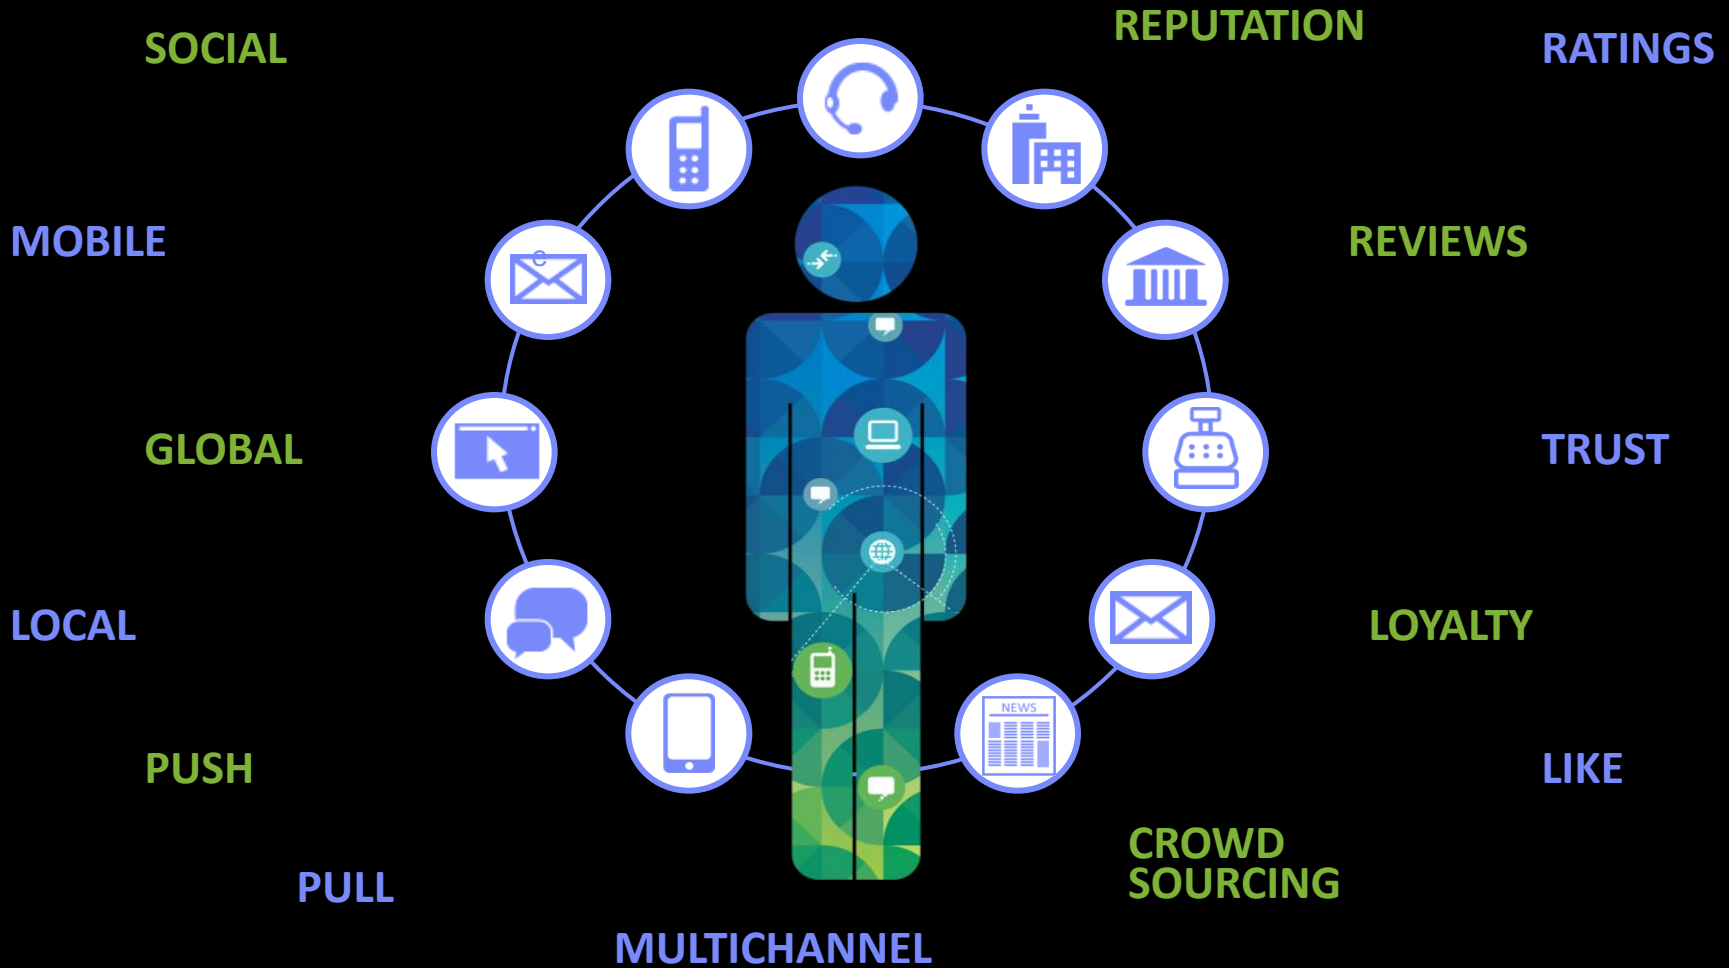 REPUTATION
SOCIAL
RATINGS
MOBILE
REVIEWS
C
GLOBAL
TRUST
LOCAL
LOYALTY
NEWS
PUSH
LIKE
CROWD
SOURCING
PULL
MULTICHANNEL